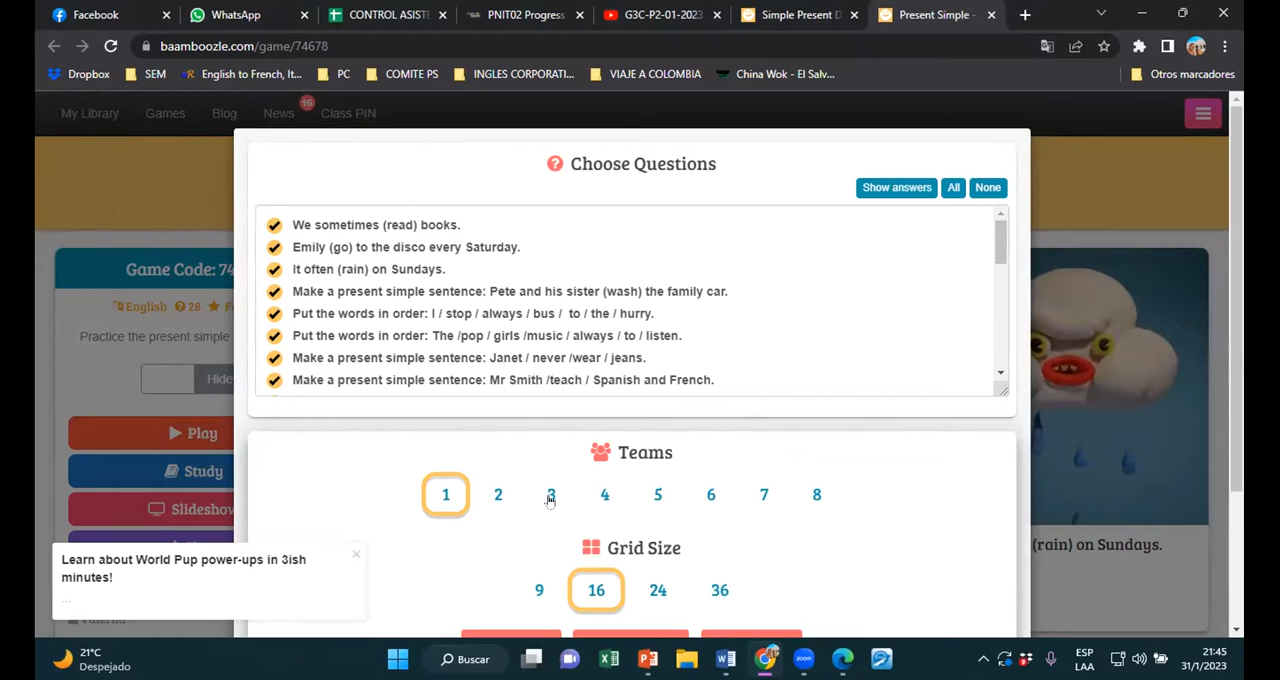 Facebook
WhatsApp
CONTROL ASIST
PNIT02 Progress
G3C-P2-01-2023
Simple Present D
Present Simple -
baamboozle.com/game/74678
Dropbox
SEM
English to French, It...
PC
COMITE PS
INGLES CORPORATI...
VIAJE A COLOMBIA
China Wok - El Salv...
Otros marcadores
My Library
Games
Blog
News
16
Class PIN
Choose Questions
Show answers
All
None
We sometimes (read) books.
Emily (go) to the disco every Saturday.
It often (rain) on Sundays.
Make a present simple sentence: Pete and his sister (wash) the family car.
Put the words in order: I / stop / always / bus / to / the / hurry.
Put the words in order: The /pop / girls /music / always / to / listen.
Make a present simple sentence: Janet / never /wear / jeans.
Make a present simple sentence: Mr Smith /teach / Spanish and French.
Game Code: 74
English 28
Practice the present simple
Hide
Play
Study
Slideshow
(rain) on Sundays.
Teams
1 2 3 4 5 6 7 8
Grid Size
9 16 24 36
Learn about World Pup power-ups in 3ish
minutes!
...
21°C
Despejado
Buscar
zoom
ESP
LAA
21:45
31/1/2023